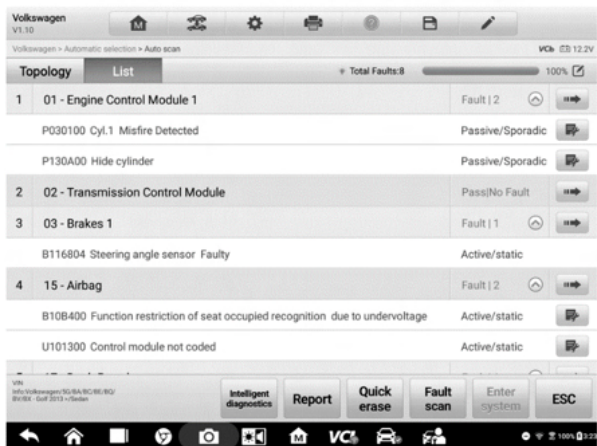 Volkswagen
V1.10
Volkswagen > Automatic selection > Auto scan
VCI 12.2V
Topology List Total Faults:8 100%
1 01 - Engine Control Module 1 Fault | 2
P030100 Cyl.1 Misfire Detected Passive/Sporadic
P130A00 Hide cylinder Passive/Sporadic
2 02 - Transmission Control Module Pass|No Fault
3 03 - Brakes 1 Fault | 1
B116804 Steering angle sensor Faulty Active/static
4 15 - Airbag Fault | 2
B10B400 Function restriction of seat occupied recognition due to undervoltage Active/static
U101300 Control module not coded Active/static
VIN
Info:Volkswagen/5G/BA/BC/BE/BQ/
BV/BX - Golf 2013 >/Sedan
Intelligent
diagnostics
Report
Quick
erase
Fault
scan
Enter
system
ESC
VCI
100% 3:23